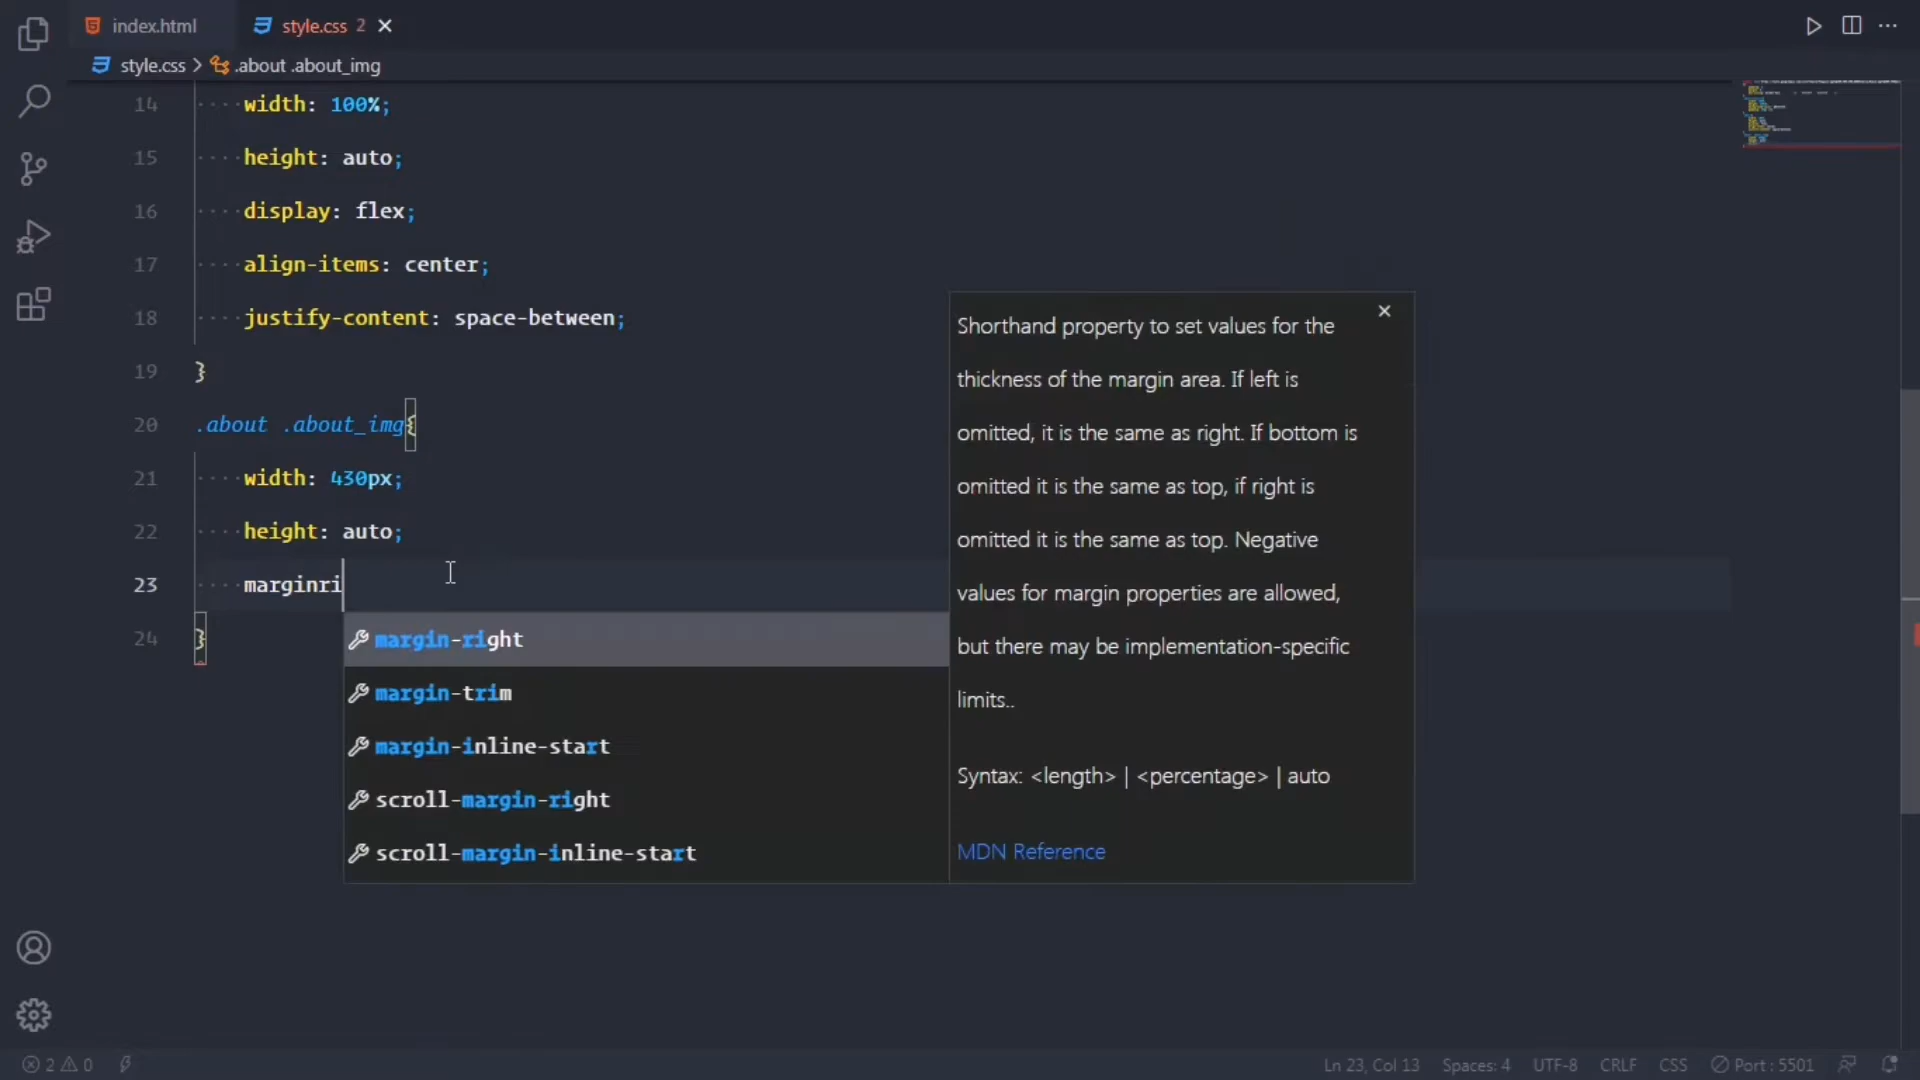 index.html
style.css 2
style.css > .about .about_img
14 width: 100%;
15 height: auto;
16 display: flex;
17 align-items: center;
18 justify-content: space-between;
19 }
20 .about .about_img{
21 width: 430px;
22 height: auto;
23 marginri
24 }
margin-right
margin-trim
margin-inline-start
scroll-margin-right
scroll-margin-inline-start
Shorthand property to set values for the
thickness of the margin area. If left is
omitted, it is the same as right. If bottom is
omitted it is the same as top, if right is
omitted it is the same as top. Negative
values for margin properties are allowed,
but there may be implementation-specific
limits..
Syntax: <length> | <percentage> | auto
MDN Reference
2 0
Ln 23, Col 13 Spaces: 4 UTF-8 CRLF CSS Port : 5501